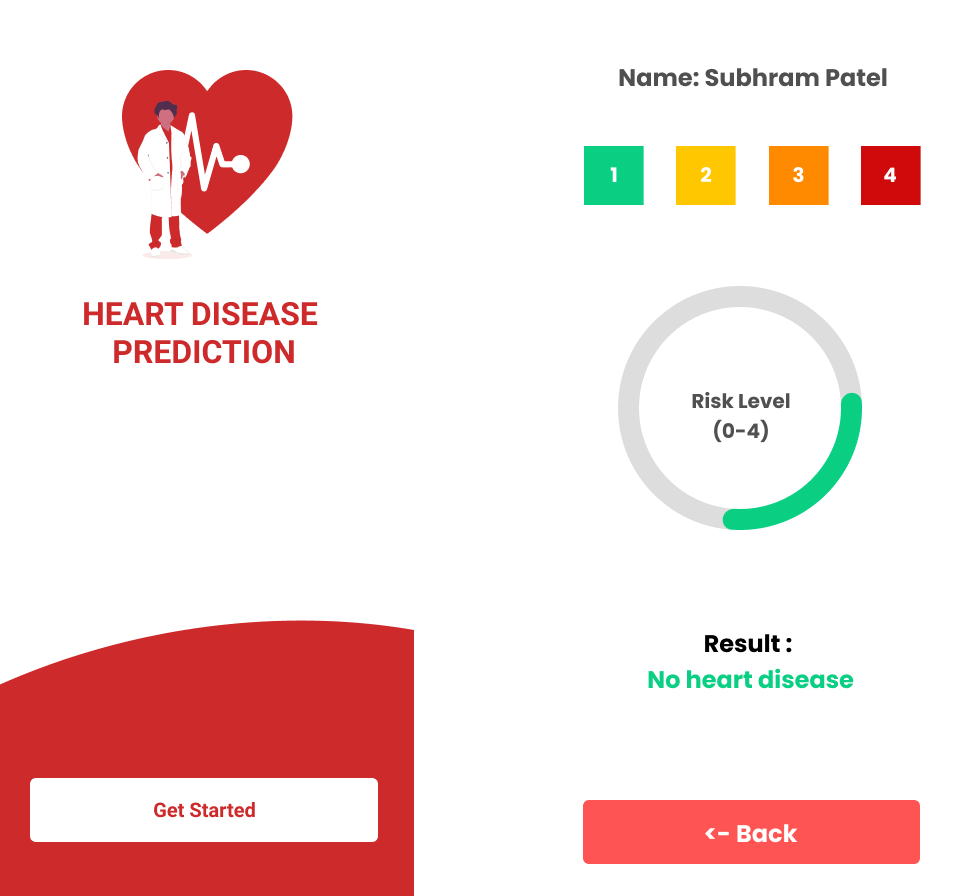 HEART DISEASE
PREDICTION
Get Started
Name: Subhram Patel
1 2 3 4
Risk Level
(0-4)
Result :
No heart disease
<- Back